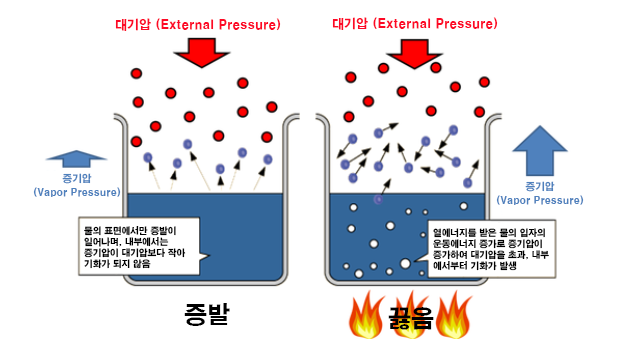 대기압 (External Pressure)
대기압 (External Pressure)
증기압
(Vapor Pressure)
증기압
(Vapor Pressure)
물의 표면에서만 증발이
일어나며, 내부에서는
증기압이 대기압보다 작아
기화가 되지 않음
열에너지를 받은 물의 입자의
운동에너지 증가로 증기압이
증가하여 대기압을 초과, 내부
에서부터 기화가 발생
증발
끓음